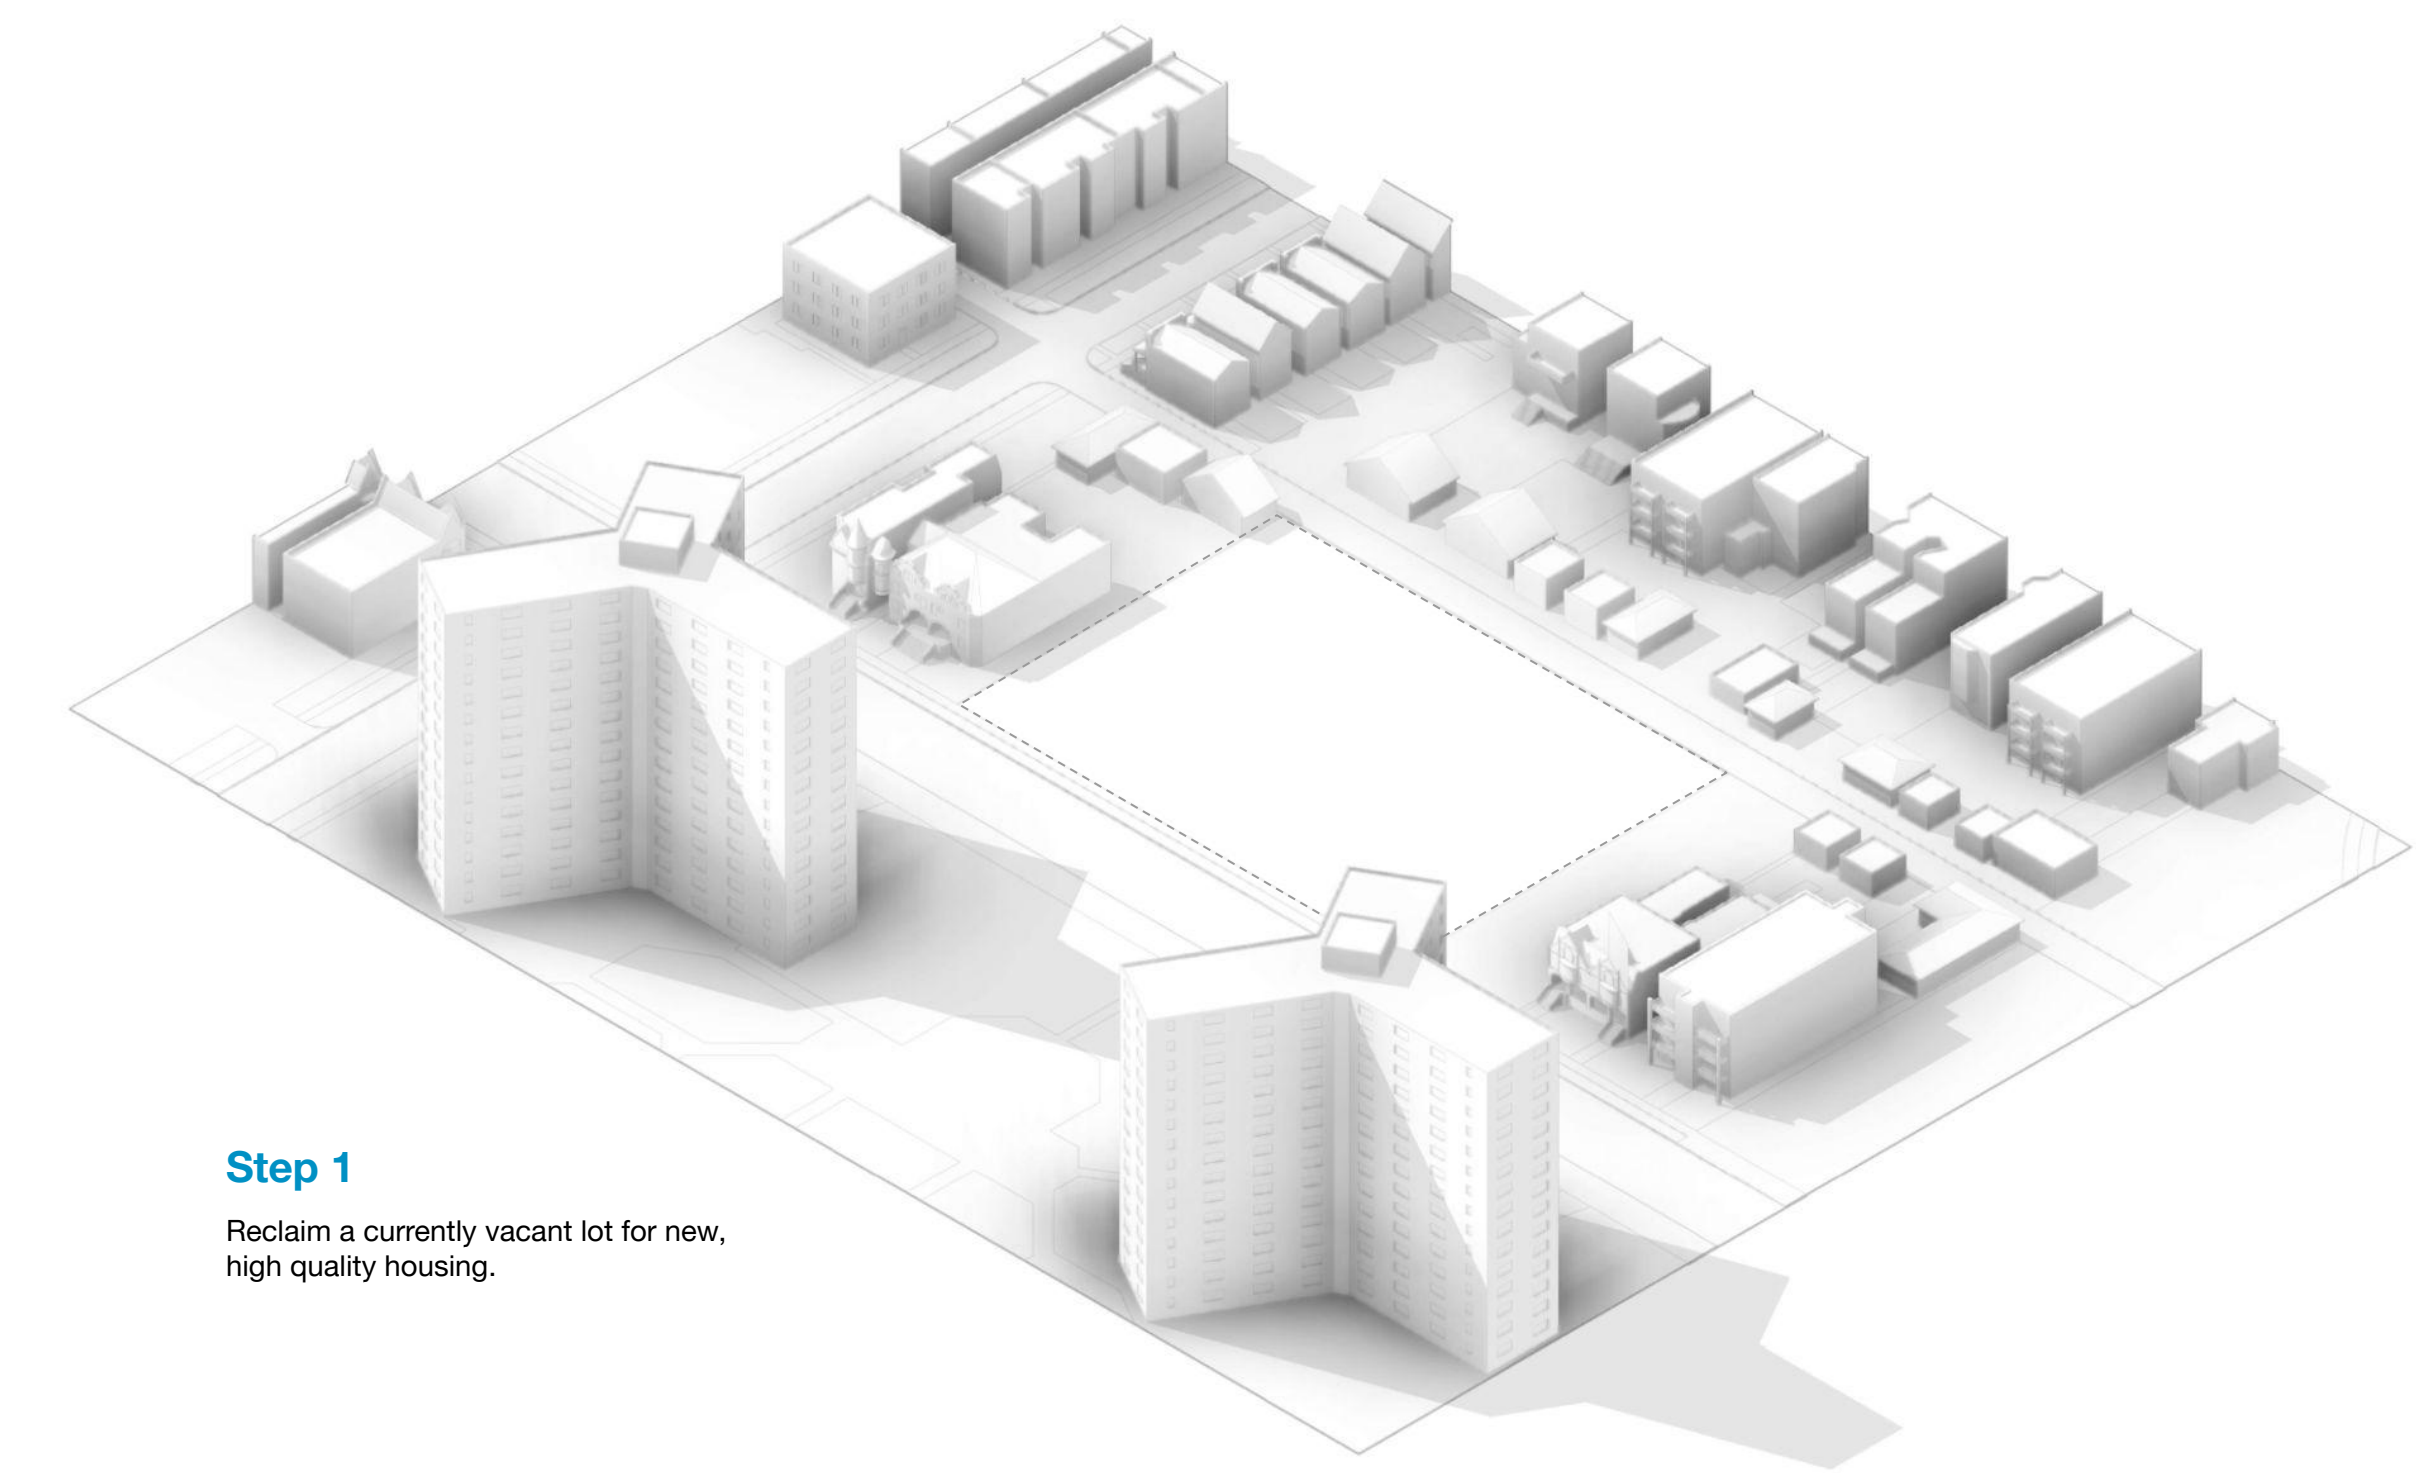 Step 1
Reclaim a currently vacant lot for new,
high quality housing.